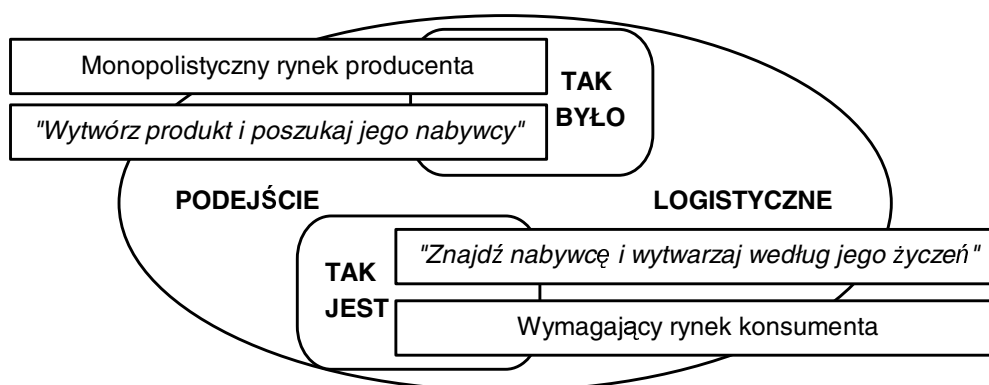 Monopolistyczny rynek producenta
TAK
BYŁO
"Wytwórz produkt i poszukaj jego nabywcy"
PODEJŚCIE LOGISTYCZNE
TAK
JEST
"Znajdź nabywcę i wytwarzaj według jego życzeń"
Wymagający rynek konsumenta